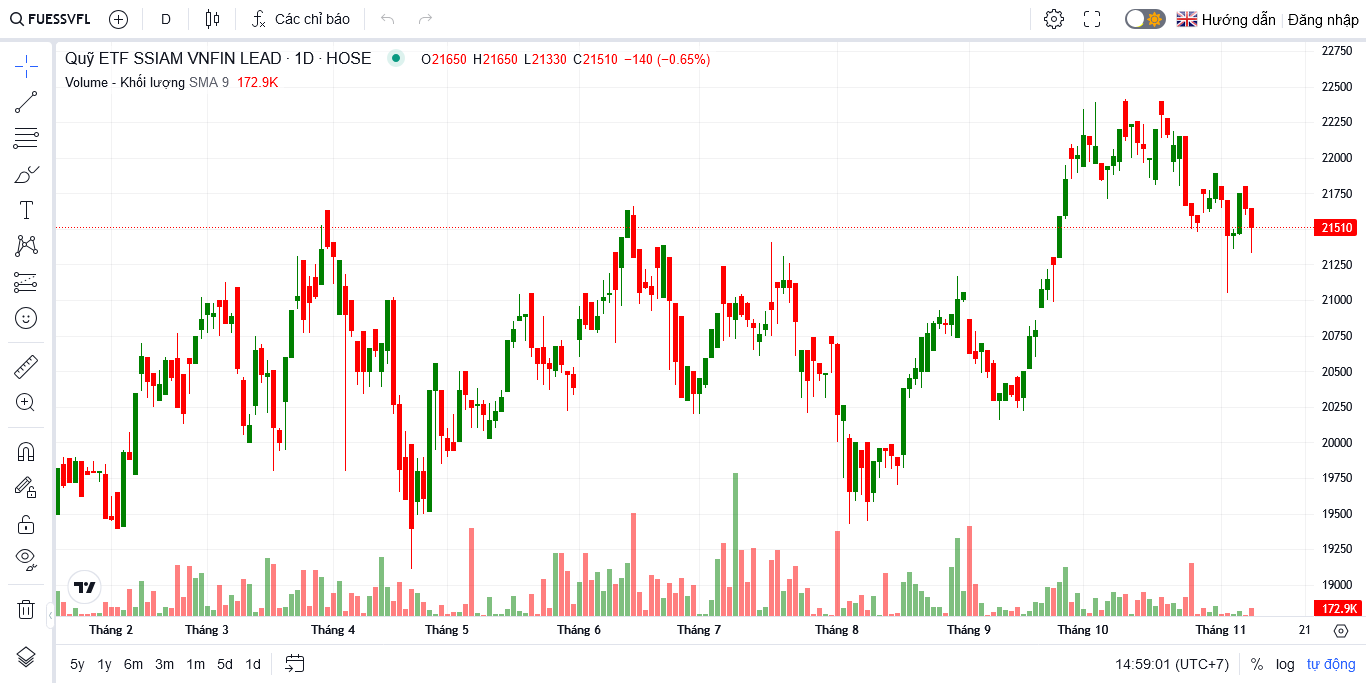 FUESSVFL D Các chỉ báo Hướng dẫn Đăng nhập
Quỹ ETF SSIAM VNFIN LEAD · 1D · HOSE O21650 H21650 L21330 C21510 −140 (−0.65%)
Volume - Khối lượng SMA 9 172.9K
22750
22500
22250
22000
21750
21510
21250
21000
20750
20500
20250
20000
19750
19500
19250
19000
172.9K
Tháng 2 Tháng 3 Tháng 4 Tháng 5 Tháng 6 Tháng 7 Tháng 8 Tháng 9 Tháng 10 Tháng 11 21
5y 1y 6m 3m 1m 5d 1d 14:59:01 (UTC+7) % log tự động